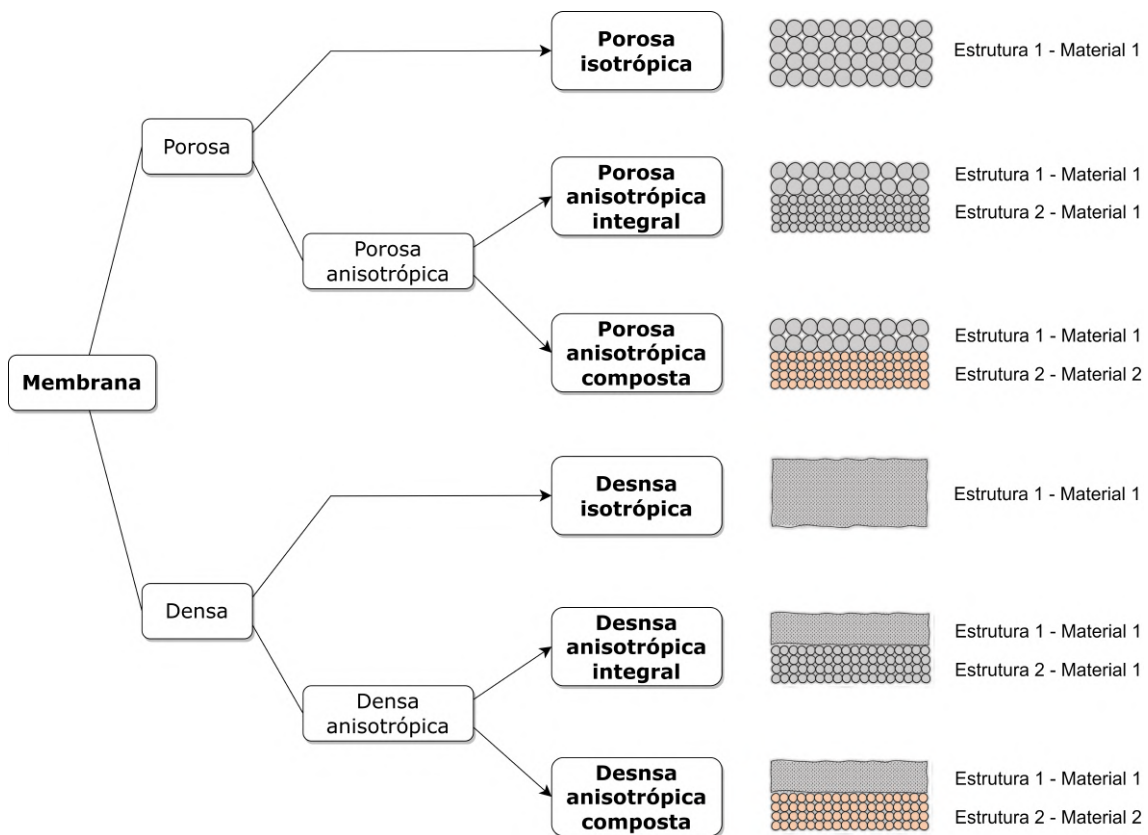 Porosa
isotrópica
Estrutura 1 - Material 1
Porosa
Porosa
anisotrópica
integral
Estrutura 1 - Material 1
Estrutura 2 - Material 1
Porosa
anisotrópica
Porosa
anisotrópica
composta
Estrutura 1 - Material 1
Estrutura 2 - Material 2
Membrana
Desnsa
isotrópica
Estrutura 1 - Material 1
Densa
Desnsa
anisotrópica
integral
Estrutura 1 - Material 1
Estrutura 2 - Material 1
Densa
anisotrópica
Desnsa
anisotrópica
composta
Estrutura 1 - Material 1
Estrutura 2 - Material 2